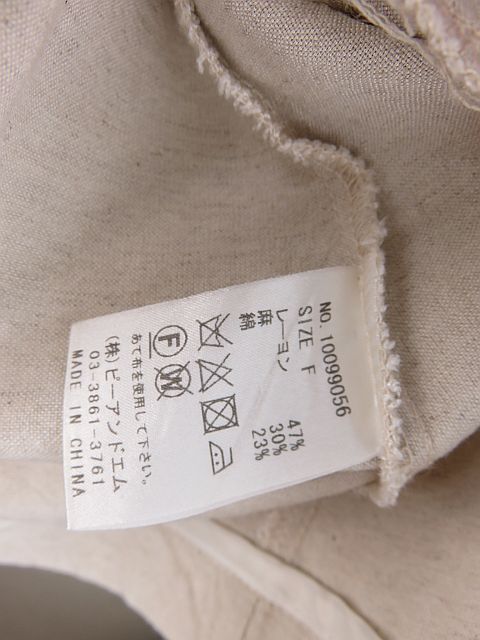 NO. 10099056
SIZE F
レーヨン 47%
麻 30%
綿 23%
F W
あて布を使用して下さい。
(株)ピーアンドエム
03-3861-3761
MADE IN CHINA